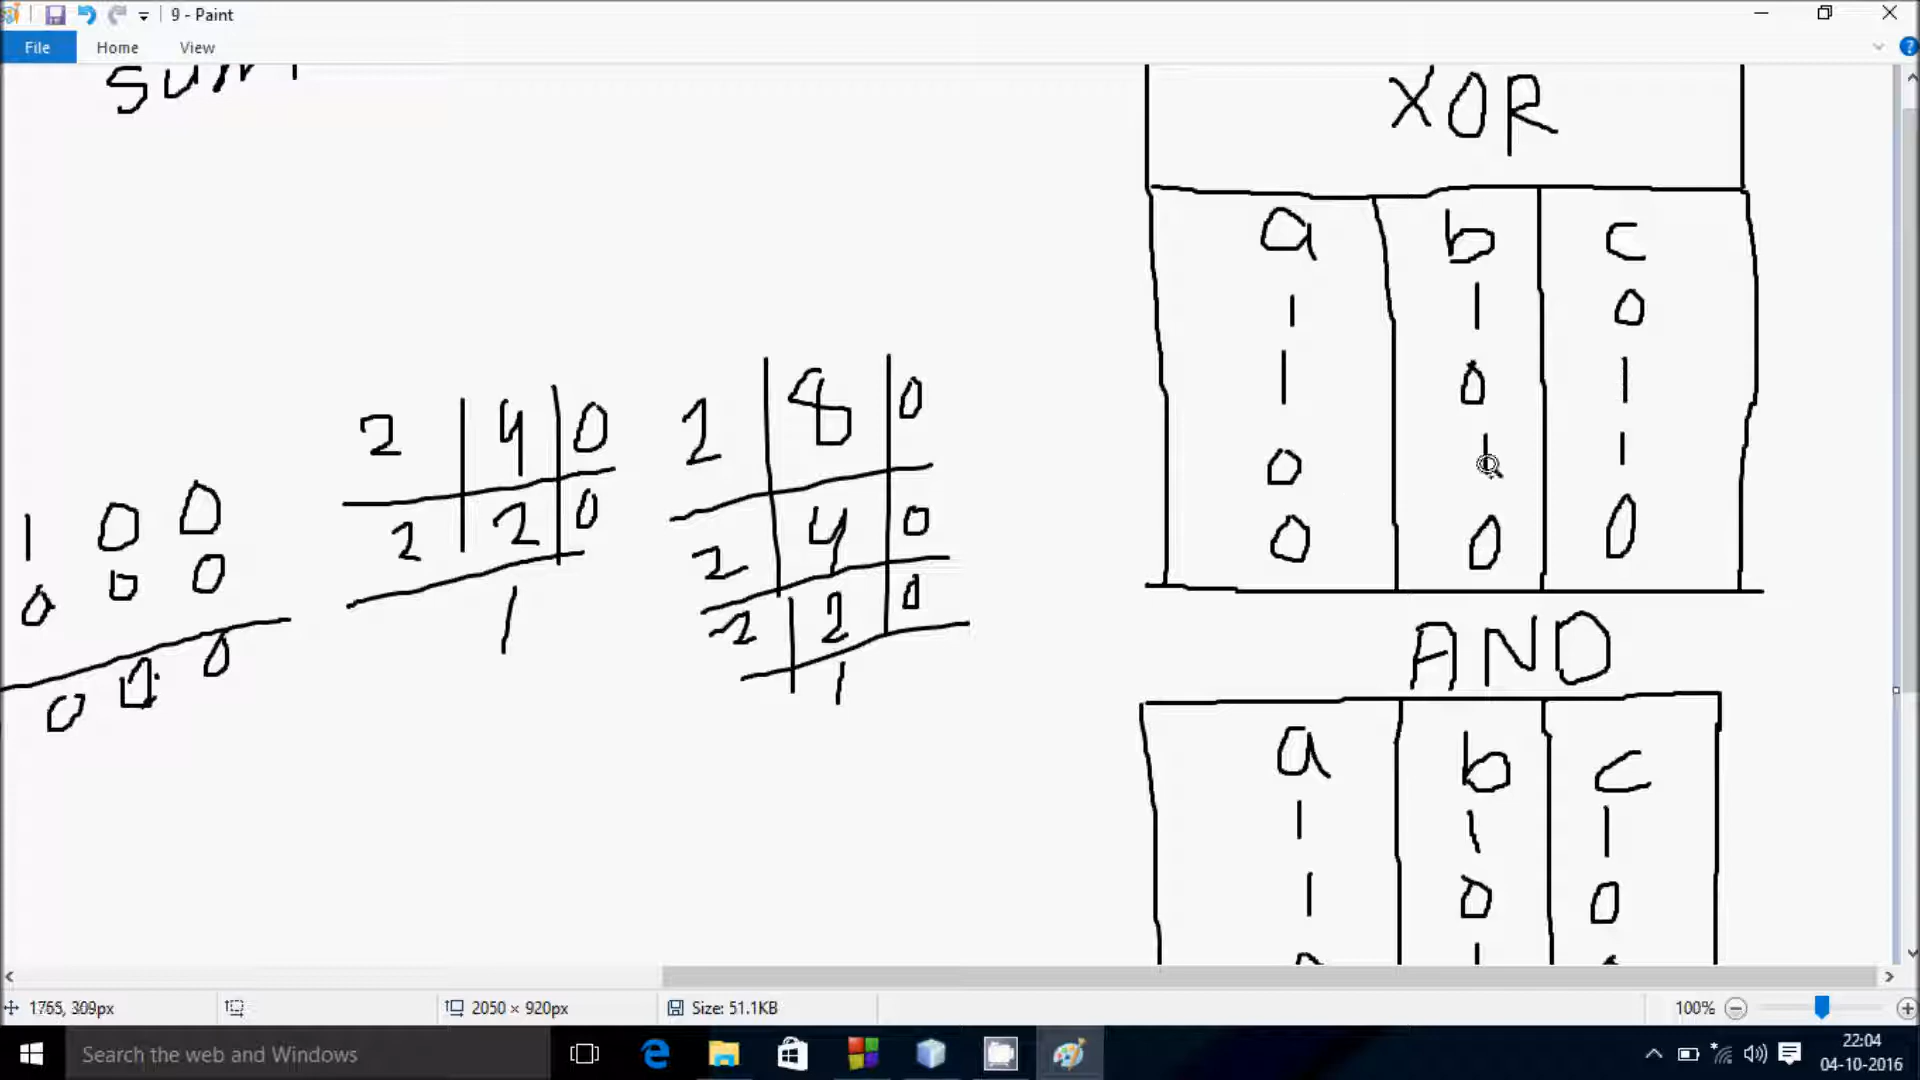 9 - Paint
File Home View
SUM
XOR
a b c
1 1 0
1 0 1
0 1 1
0 0 0
2 4 0
2 2 0
1
2 8 0
2 4 0
2 2 0
1
1 0 0
0 0 0
0 0 0
AND
a b c
1 1 1
1 0 0
1765, 309px
2050 × 920px
Size: 51.1KB
100%
Search the web and Windows
22:04
04-10-2016